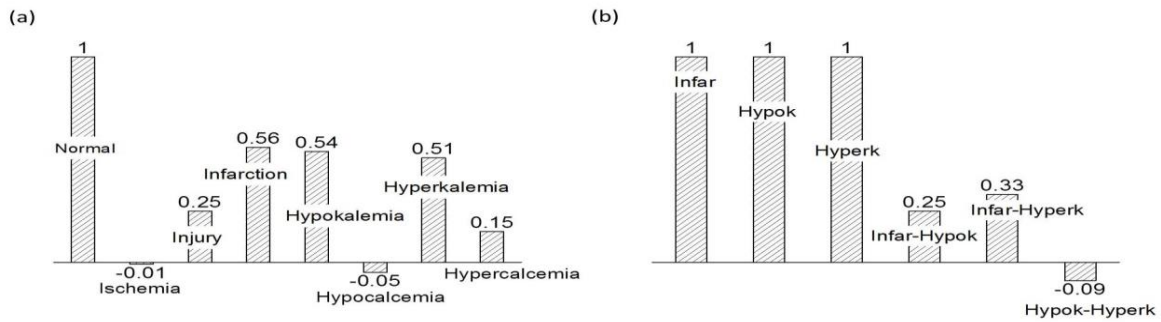 (a)
1
Normal
-0.01
Ischemia
0.25
Injury
0.56
Infarction
0.54
Hypokalemia
-0.05
Hypocalcemia
0.51
Hyperkalemia
0.15
Hypercalcemia
(b)
1
Infar
1
Hypok
1
Hyperk
0.25
Infar-Hypok
0.33
Infar-Hyperk
-0.09
Hypok-Hyperk